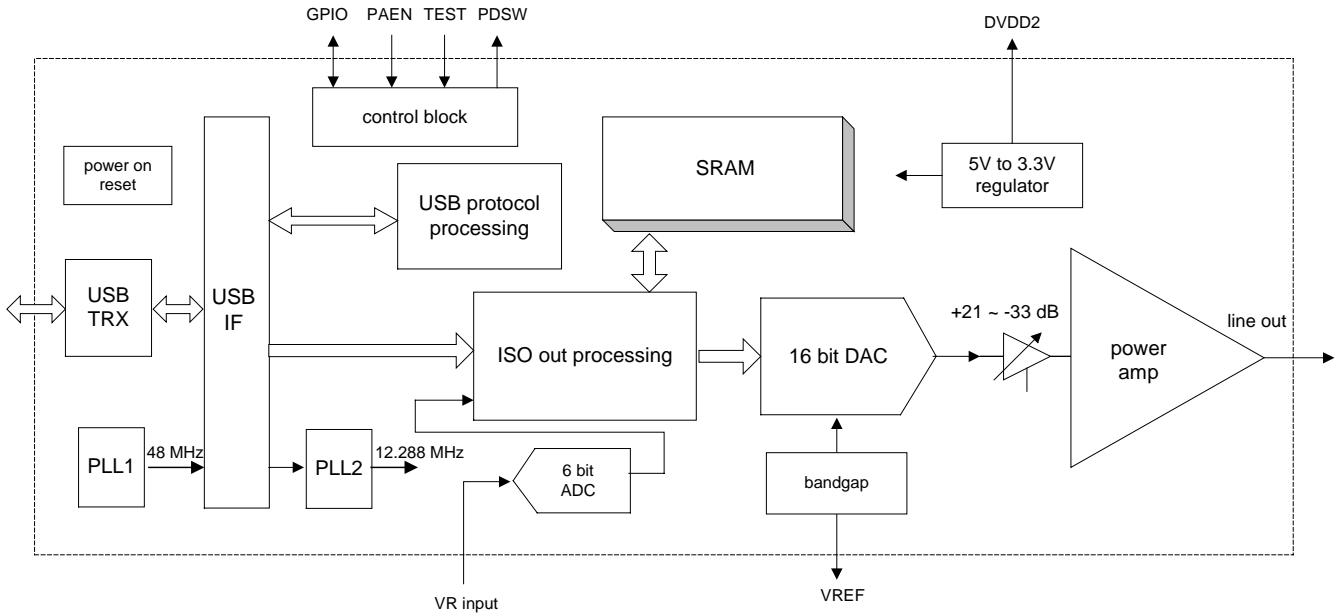 GPIO PAEN TEST PDSW
DVDD2
control block
power on
reset
SRAM
5V to 3.3V
regulator
USB protocol
processing
USB
TRX
USB
IF
ISO out processing
16 bit DAC
+21 ~ -33 dB
power
amp
line out
PLL1
48 MHz
PLL2
12.288 MHz
6 bit
ADC
bandgap
VR input
VREF